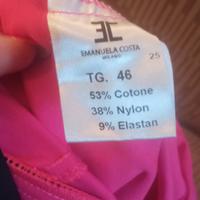 EMANUELA COSTA
MILANO
25
TG. 46
53% Cotone
38% Nylon
9% Elastan